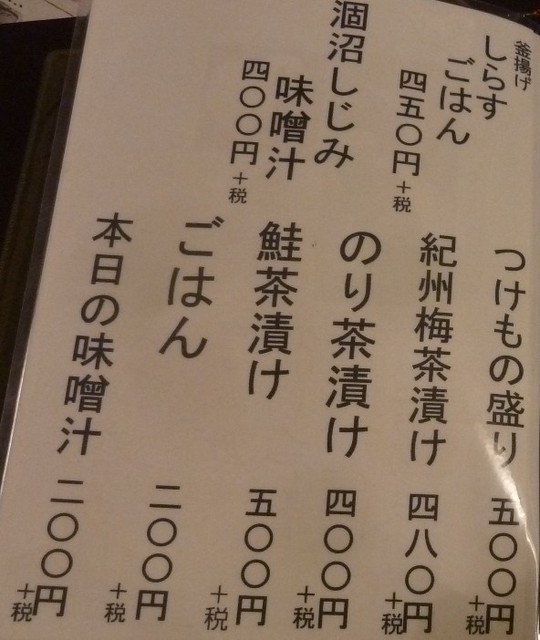 釜揚げ
しらす
ごはん
四五〇円+税
涸沼しじみ
味噌汁
四〇〇円+税
つけもの盛り 五〇〇円+税
紀州梅茶漬け 四八〇円+税
のり茶漬け 四〇〇円+税
鮭茶漬け 五〇〇円+税
ごはん 二〇〇円+税
本日の味噌汁 二〇〇円+税